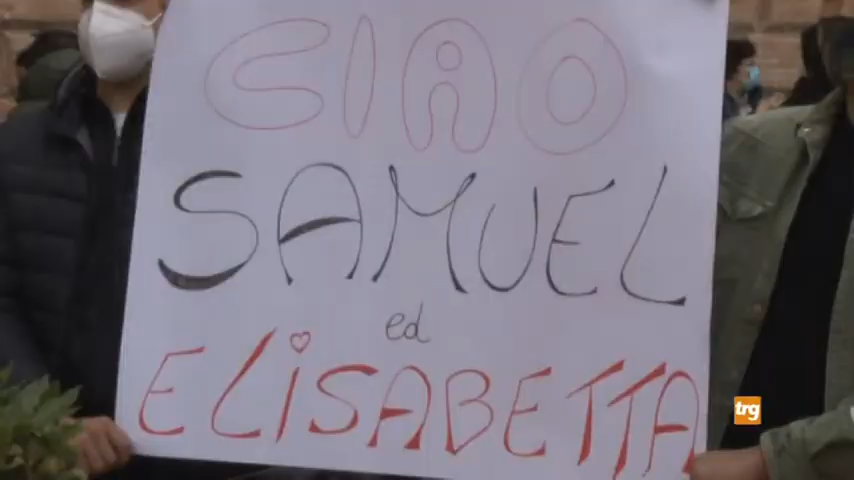 CIAO
SAMUEL
ed
ELISABETTA
trg